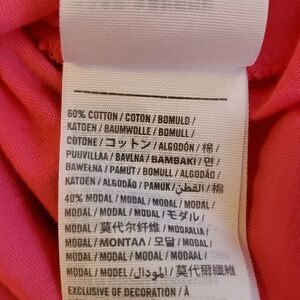 60% COTTON / COTON / BOMULD /
KATOEN / BAUMWOLLE / BOMULL /
COTONE / コットン / ALGODÓN / 棉 /
PUUVILLAA / BAVLNA / BAMBAKI / 면 /
BAWEŁNA / PAMUT / BUMULL / ALGODÃO /
KATOEN / ALGODÃO / PAMUK / القطن / 棉
40% MODAL / MODAL / MODAL / MODAL /
MODAL / MODAL / MODAL / モダル /
MODAL / 莫代尔纤维 / MODAALIA /
MODAL / MONTAA / 모달 / MODAL /
MODAL / MODAL / MODAAL / MODAL /
MODAL / MODEL / المودال / 莫代爾纖維
EXCLUSIVE OF DECORATION / À